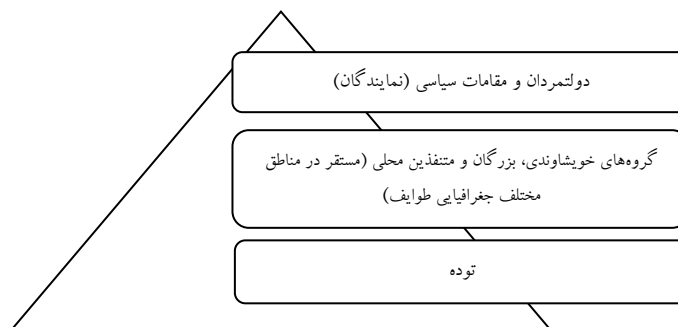 دولتمردان و مقامات سیاسی (نمایندگان)
گروه‌های خویشاوندی، بزرگان و متنفذین محلی (مستقر در مناطق
مختلف جغرافیایی طوایف)
توده